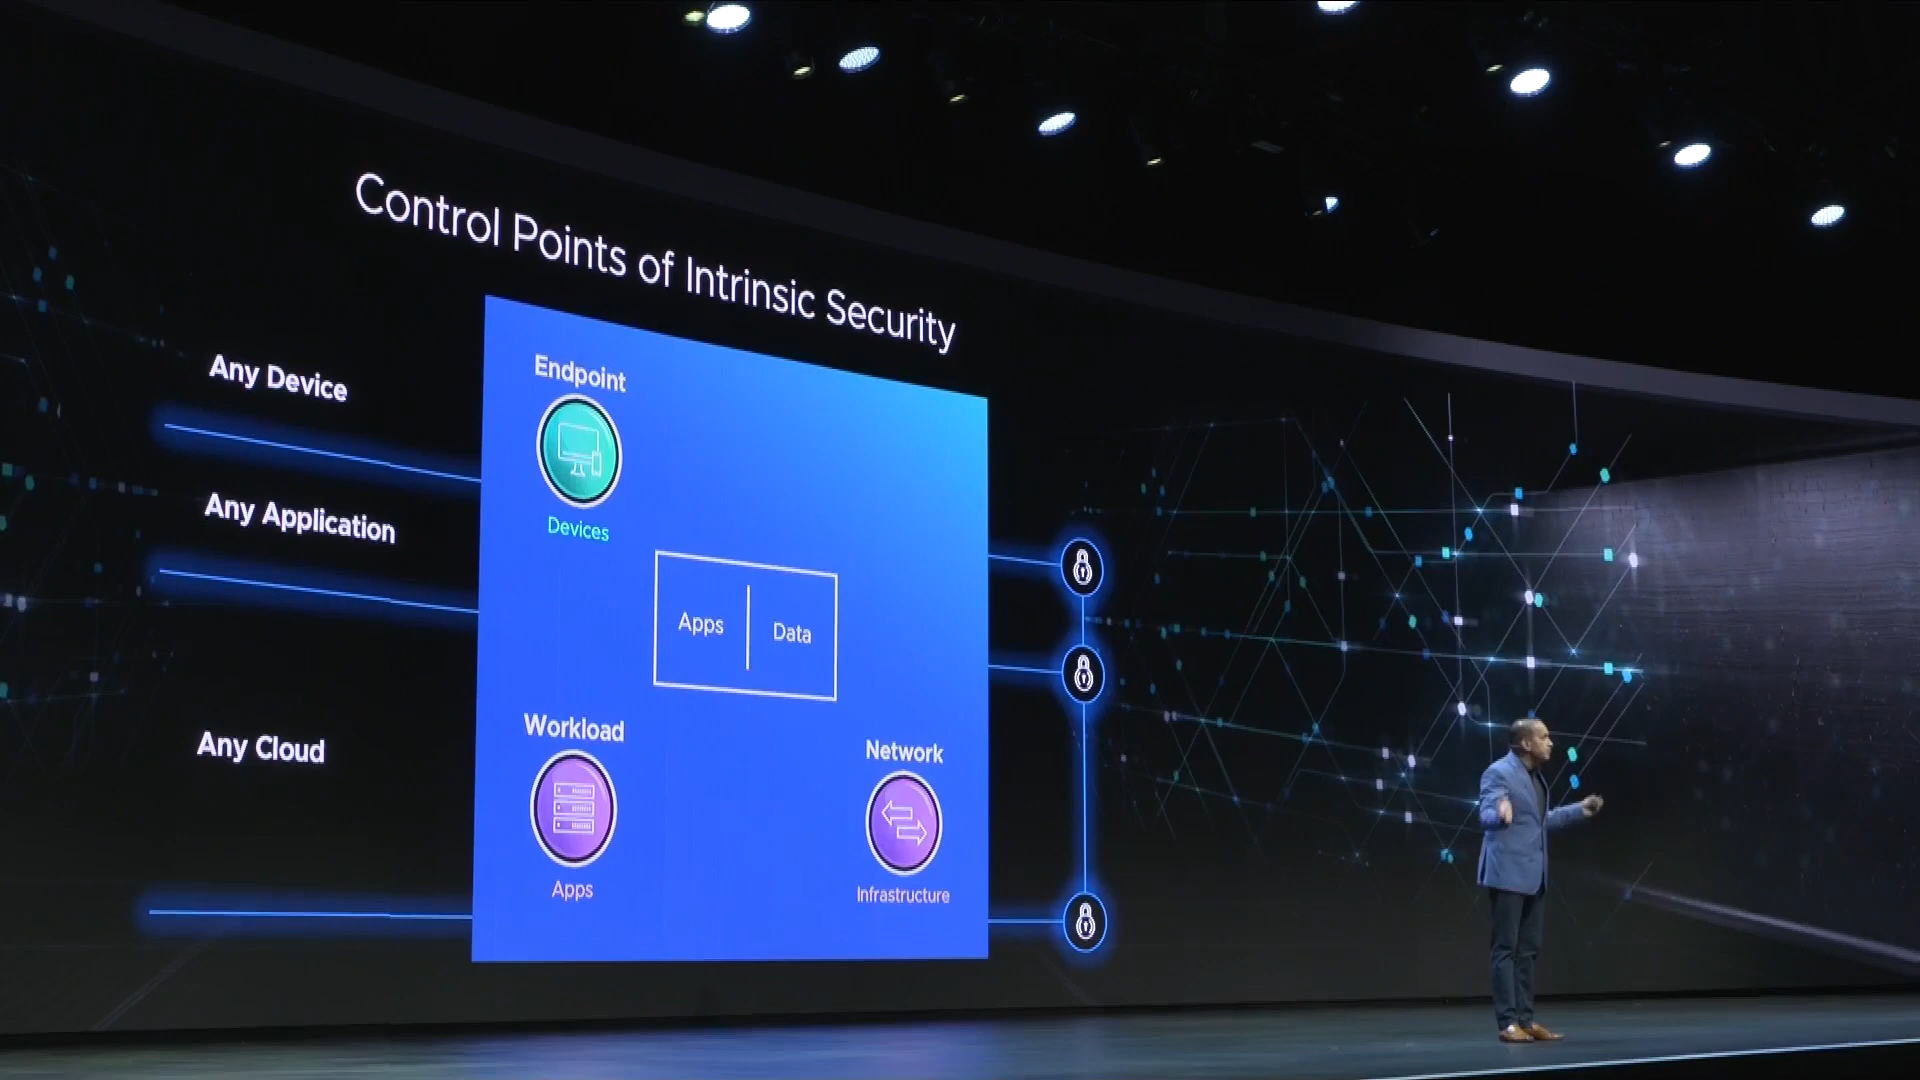 Control Points of Intrinsic Security
Any Device
Any Application
Any Cloud
Endpoint
Devices
Apps
Data
Workload
Apps
Network
Infrastructure